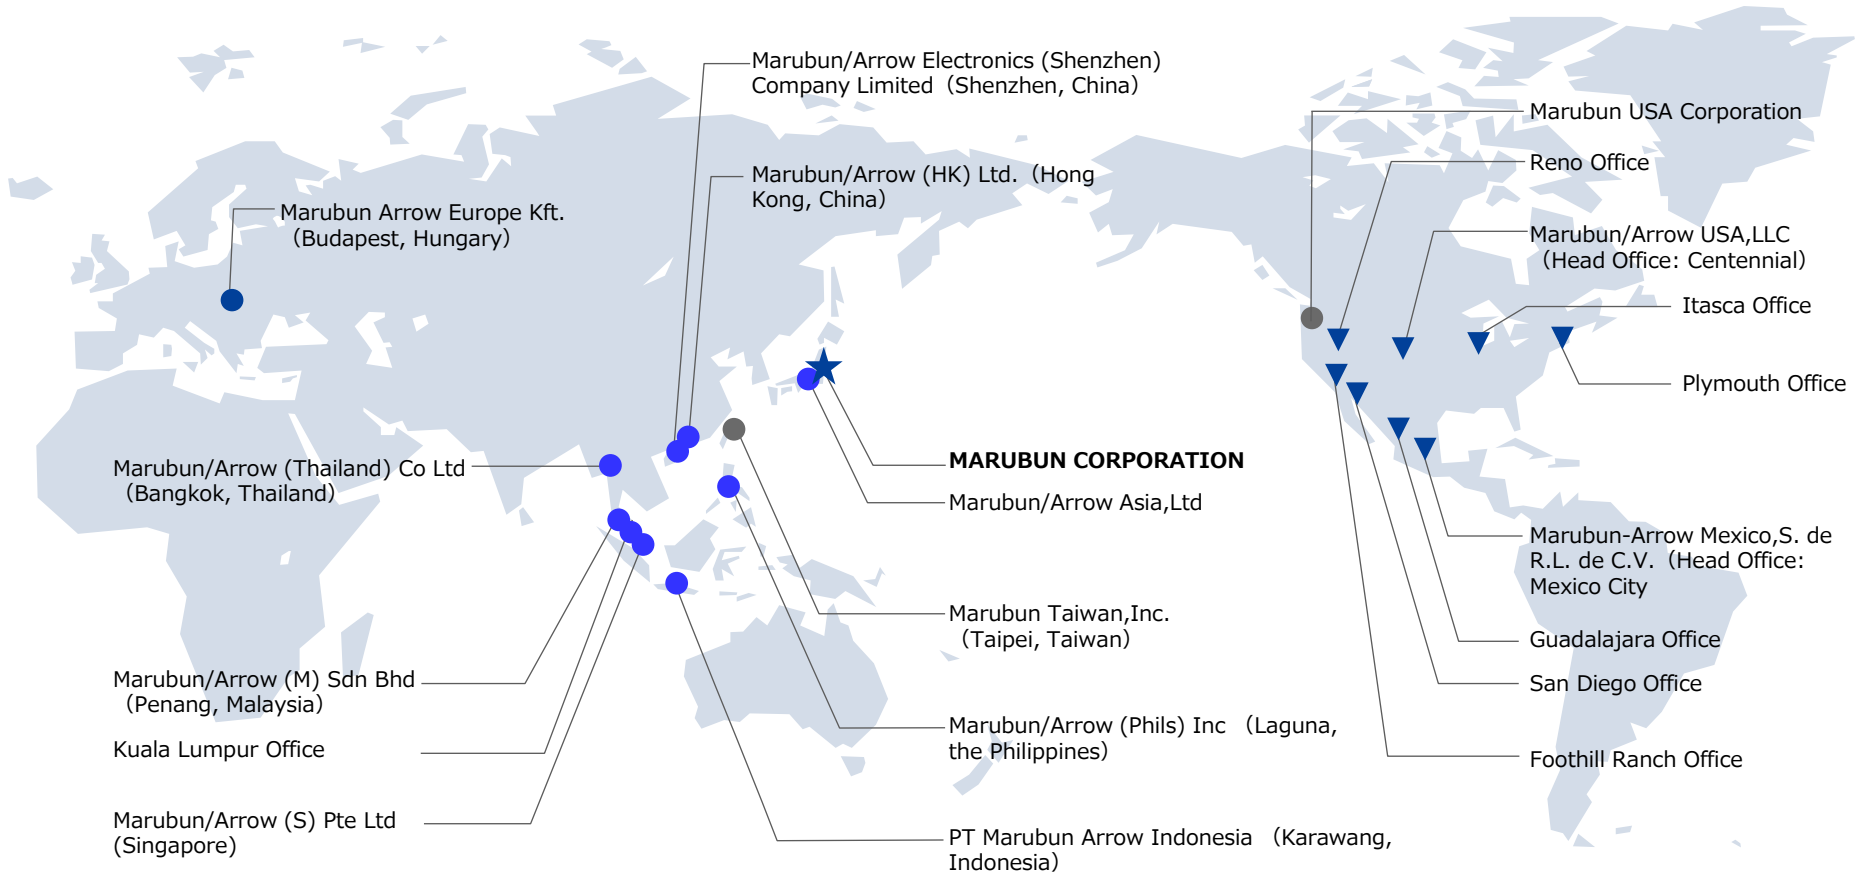 Marubun/Arrow Electronics (Shenzhen)
Company Limited（Shenzhen, China）
Marubun/Arrow (HK) Ltd.（Hong
Kong, China）
Marubun Arrow Europe Kft.
（Budapest, Hungary）
Marubun/Arrow (Thailand) Co Ltd
（Bangkok, Thailand）
Marubun/Arrow (M) Sdn Bhd
（Penang, Malaysia）
Kuala Lumpur Office
Marubun/Arrow (S) Pte Ltd
(Singapore）
MARUBUN CORPORATION
Marubun/Arrow Asia,Ltd
Marubun Taiwan,Inc.
（Taipei, Taiwan）
Marubun/Arrow (Phils) Inc （Laguna,
the Philippines）
PT Marubun Arrow Indonesia （Karawang,
Indonesia）
Marubun USA Corporation
Reno Office
Marubun/Arrow USA,LLC
（Head Office: Centennial）
Itasca Office
Plymouth Office
Marubun-Arrow Mexico,S. de
R.L. de C.V.（Head Office:
Mexico City
Guadalajara Office
San Diego Office
Foothill Ranch Office